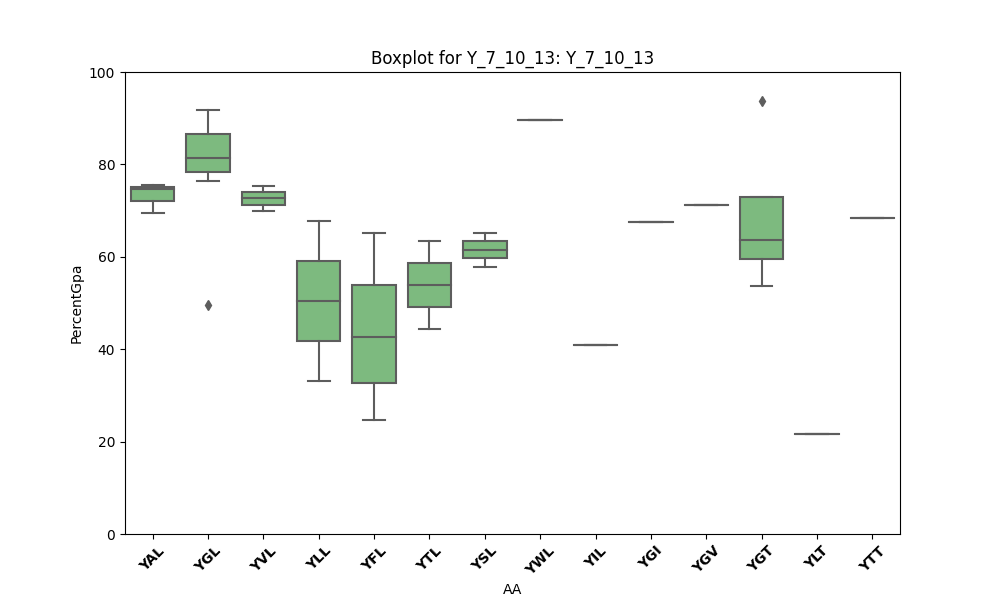 Boxplot for Y_7_10_13: Y_7_10_13
100
80
60
40
20
0
PercentGpa
YAL YGL YVL YLL YFL YTL YSL YWL YIL YGI YGV YGT YLT YTT
AA